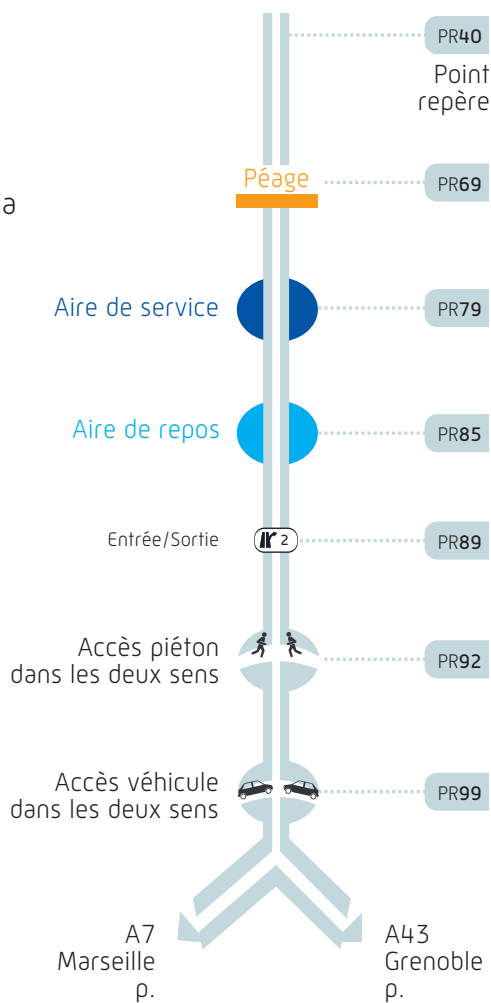 PR40
Point
repère
Péage
PR69
ia
Aire de service
PR79
Aire de repos
PR85
Entrée/Sortie
2
PR89
Accès piéton
dans les deux sens
PR92
Accès véhicule
dans les deux sens
PR99
A7
Marseille
p.
A43
Grenoble
p.